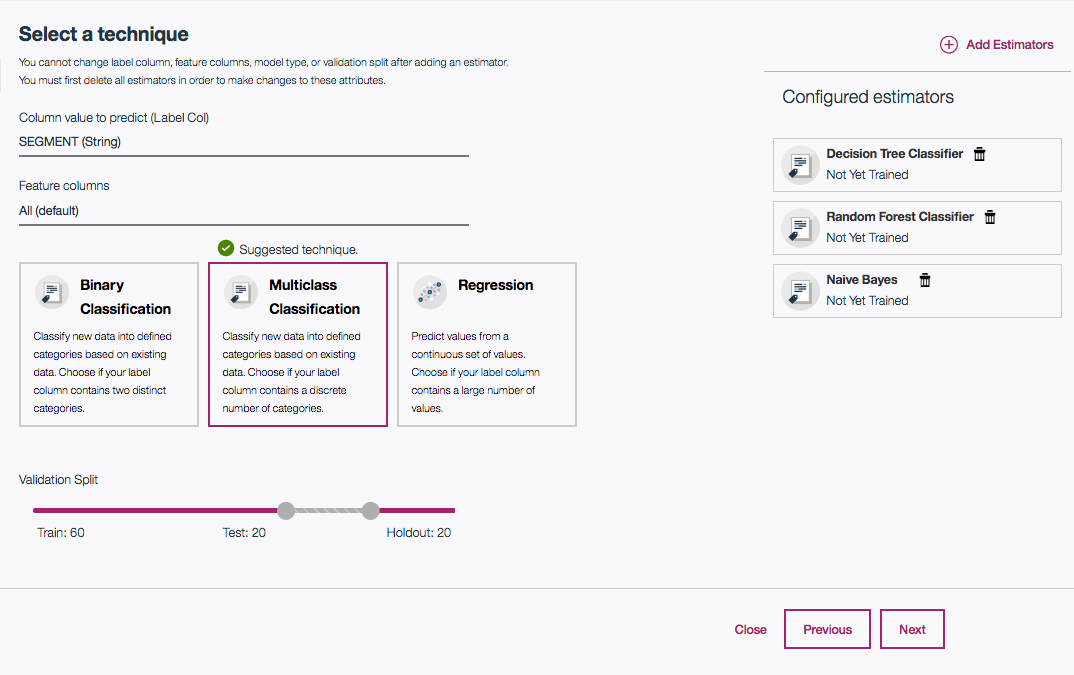 Select a technique
You cannot change label column, feature columns, model type, or validation split after adding an estimator.
You must first delete all estimators in order to make changes to these attributes.
Column value to predict (Label Col)
SEGMENT (String)
Feature columns
All (default)
Suggested technique.
Binary
Classification
Classify new data into defined
categories based on existing
data. Choose if your label
column contains two distinct
categories.
Multiclass
Classification
Classify new data into defined
categories based on existing
data. Choose if your label
column contains a discrete
number of categories.
Regression
Predict values from a
continuous set of values.
Choose if your label column
contains a large number of
values.
Validation Split
Train: 60
Test: 20
Holdout: 20
Add Estimators
Configured estimators
Decision Tree Classifier
Not Yet Trained
Random Forest Classifier
Not Yet Trained
Naive Bayes
Not Yet Trained
Close
Previous
Next